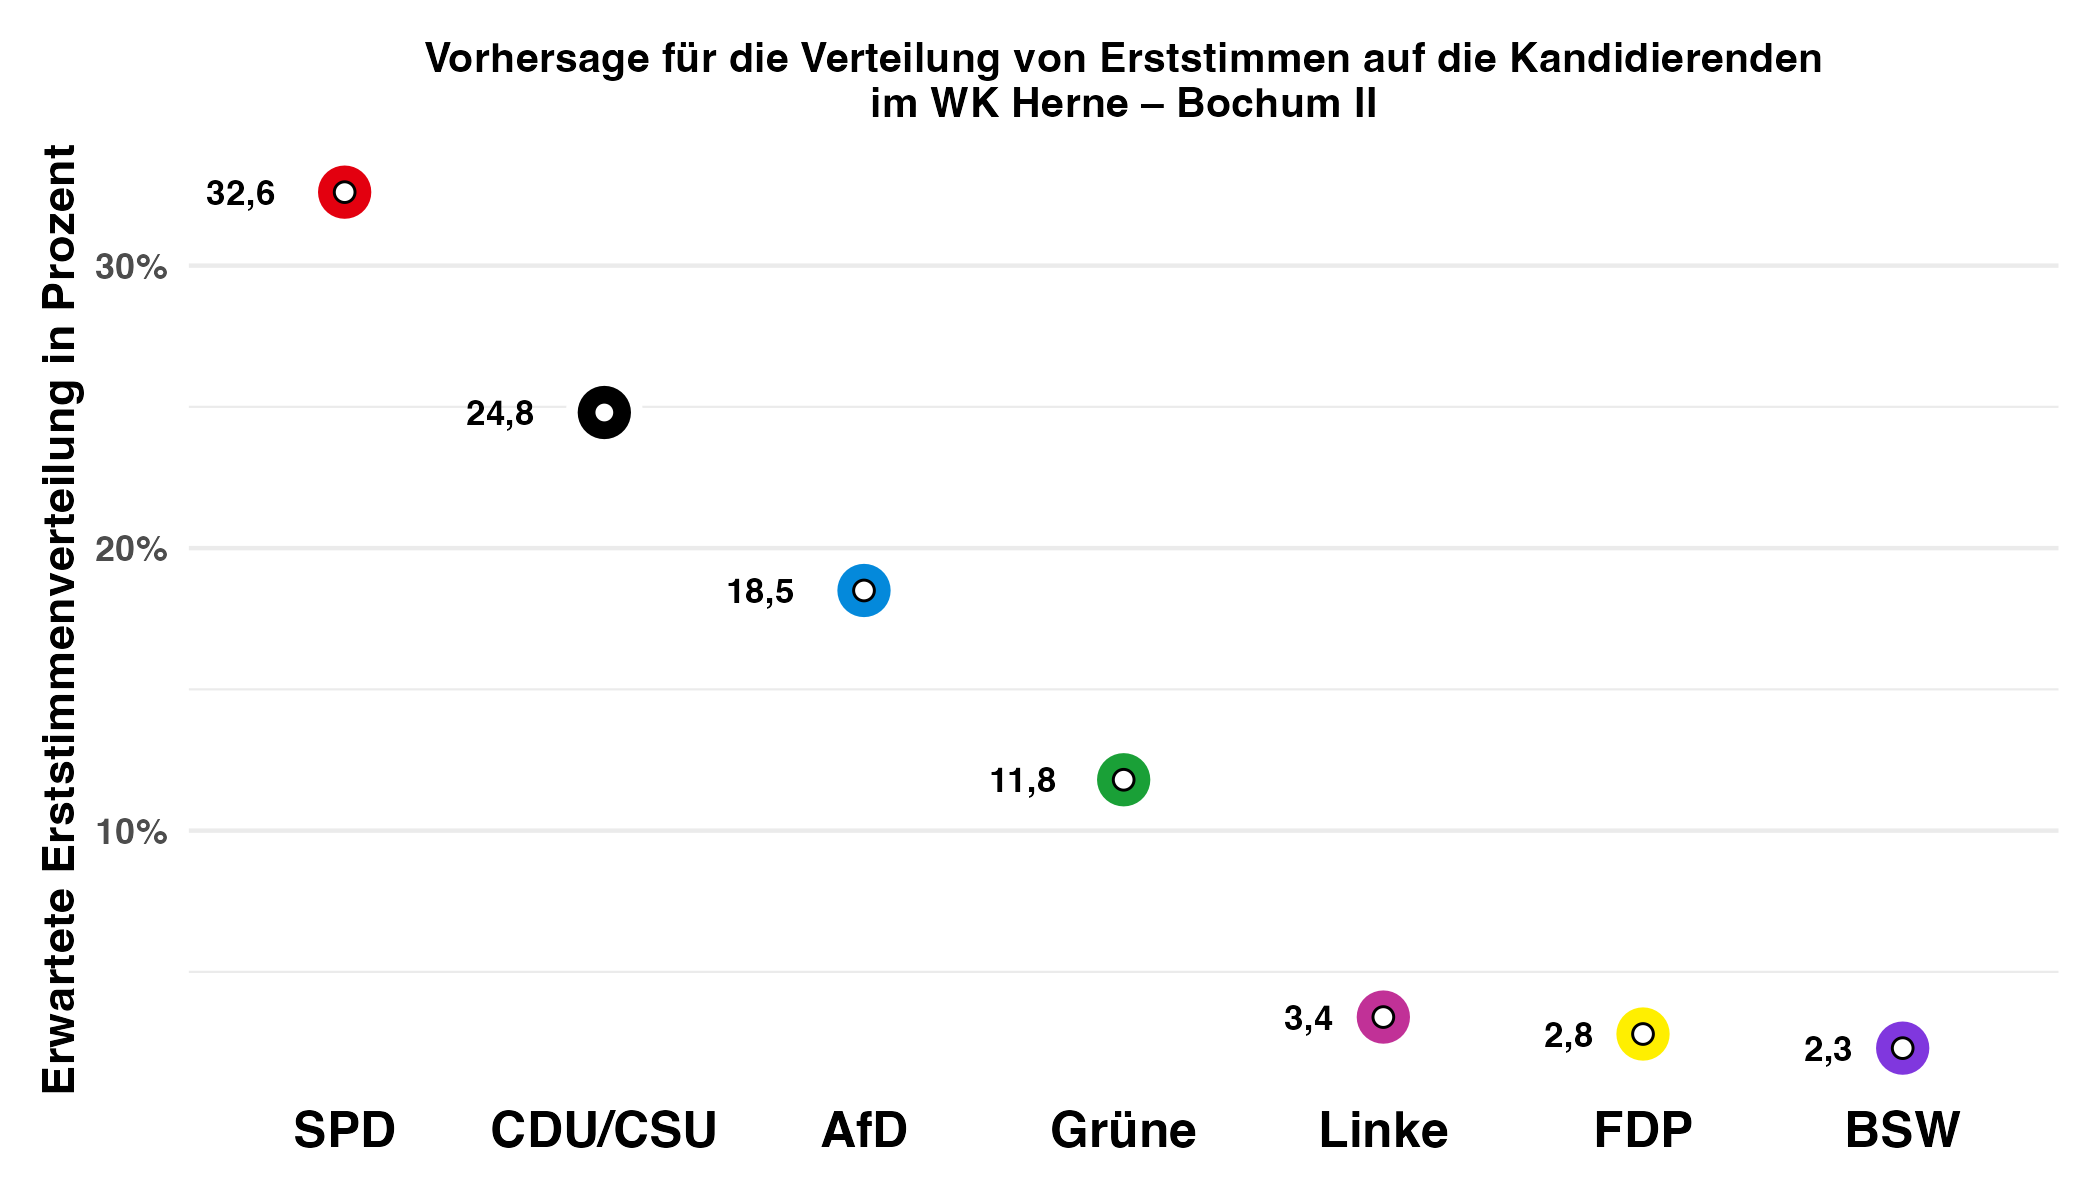 Vorhersage für die Verteilung von Erststimmen auf die Kandidierenden
im WK Herne – Bochum II
Erwartete Erststimmenverteilung in Prozent
30%
20%
10%
32,6
24,8
18,5
11,8
3,4
2,8
2,3
SPD
CDU/CSU
AfD
Grüne
Linke
FDP
BSW